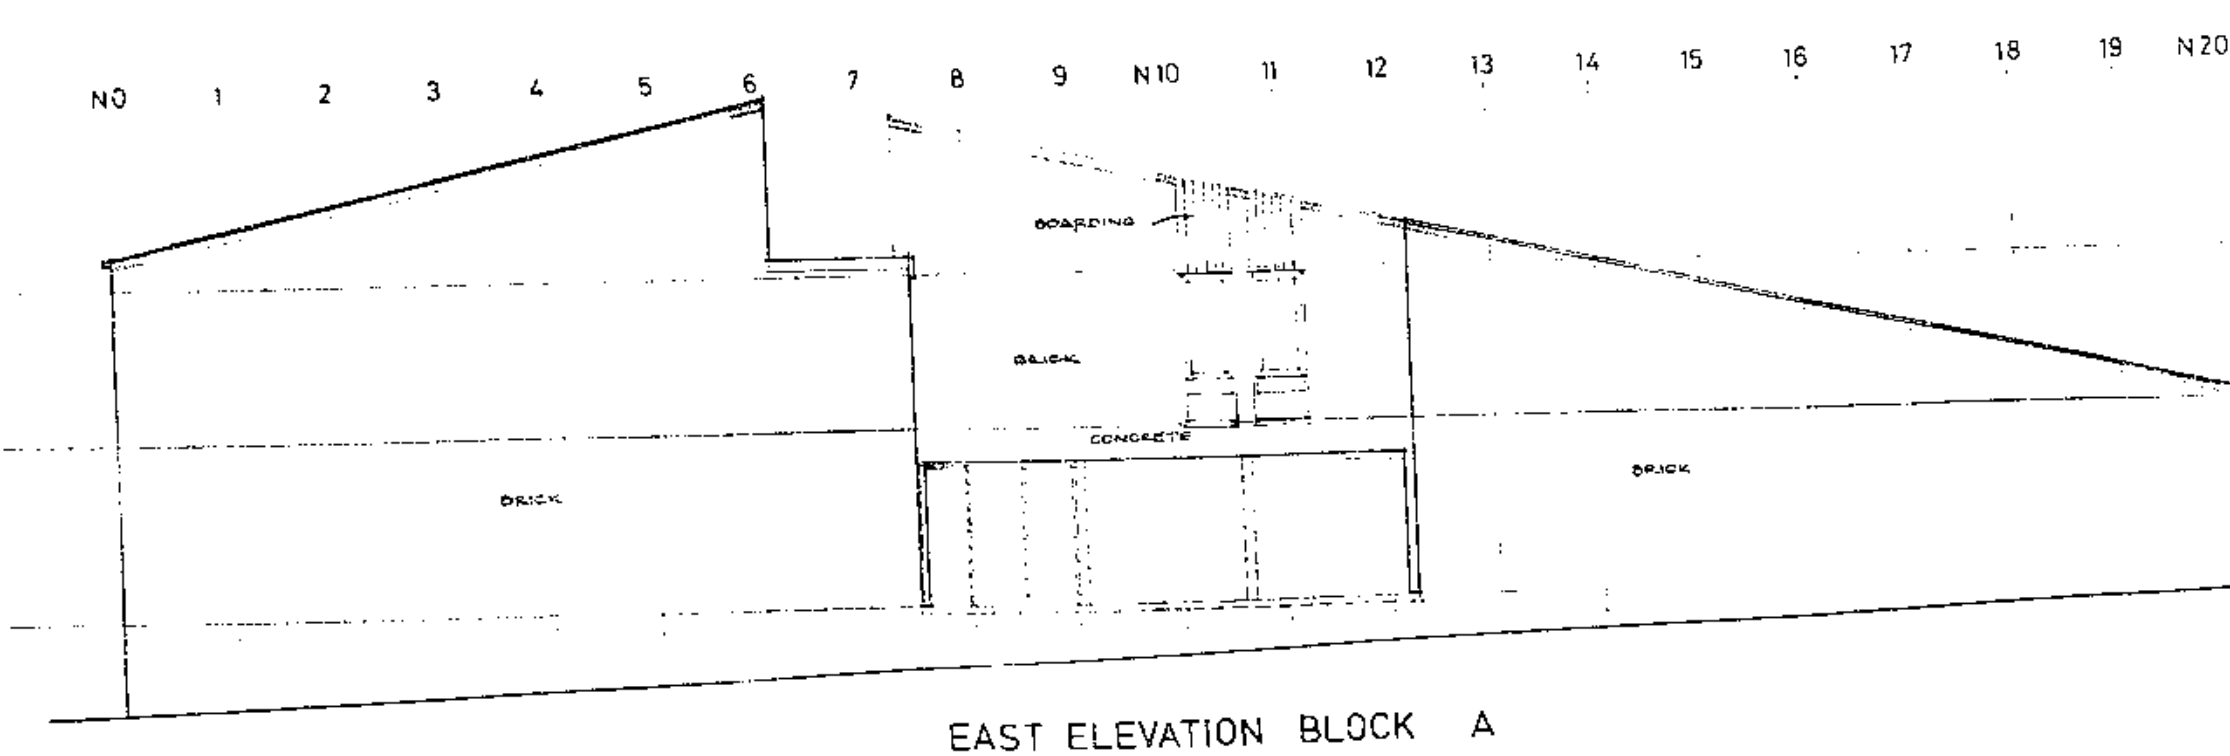 N0 1 2 3 4 5 6 7 8 9 N10 11 12 13 14 15 16 17 18 19 N20
BOARDING
BRICK
CONCRETE
BRICK
BRICK
EAST ELEVATION BLOCK A